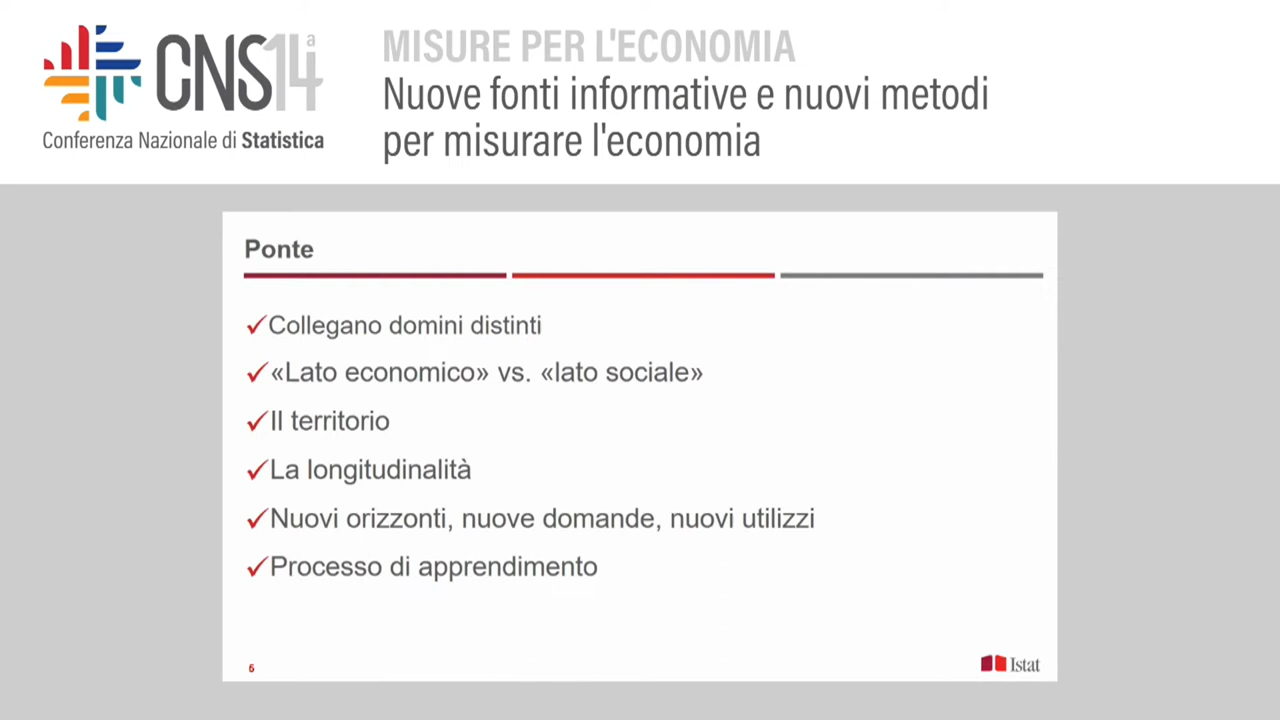 CNS14ª
Conferenza Nazionale di Statistica
MISURE PER L'ECONOMIA
Nuove fonti informative e nuovi metodi
per misurare l'economia
Ponte
✓Collegano domini distinti
✓«Lato economico» vs. «lato sociale»
✓Il territorio
✓La longitudinalità
✓Nuovi orizzonti, nuove domande, nuovi utilizzi
✓Processo di apprendimento
6
Istat